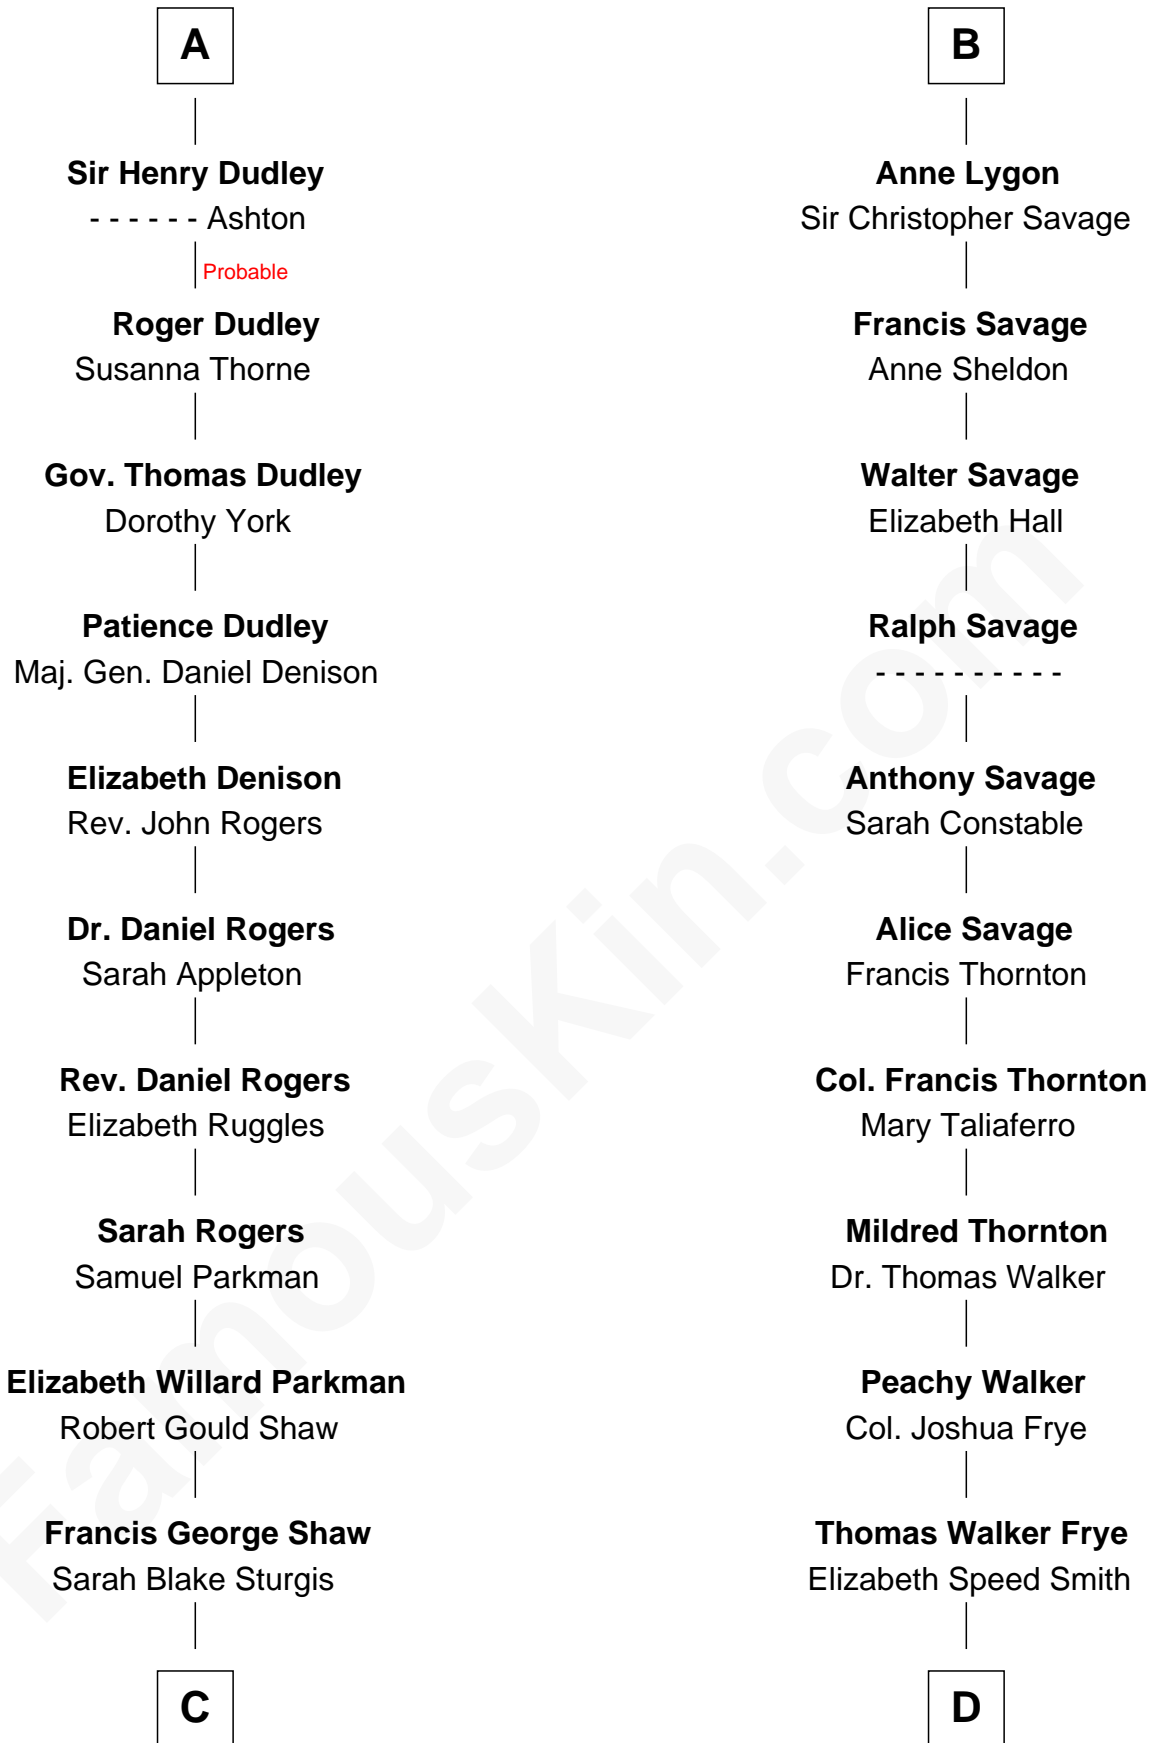 A
Sir Henry Dudley
- - - - - - Ashton
Probable
Roger Dudley
Susanna Thorne
Gov. Thomas Dudley
Dorothy York
Patience Dudley
Maj. Gen. Daniel Denison
Elizabeth Denison
Rev. John Rogers
Dr. Daniel Rogers
Sarah Appleton
Rev. Daniel Rogers
Elizabeth Ruggles
Sarah Rogers
Samuel Parkman
Elizabeth Willard Parkman
Robert Gould Shaw
Francis George Shaw
Sarah Blake Sturgis
C
B
Anne Lygon
Sir Christopher Savage
Francis Savage
Anne Sheldon
Walter Savage
Elizabeth Hall
Ralph Savage
- - - - - - - - - -
Anthony Savage
Sarah Constable
Alice Savage
Francis Thornton
Col. Francis Thornton
Mary Taliaferro
Mildred Thornton
Dr. Thomas Walker
Peachy Walker
Col. Joshua Frye
Thomas Walker Frye
Elizabeth Speed Smith
D
FamousKin.com